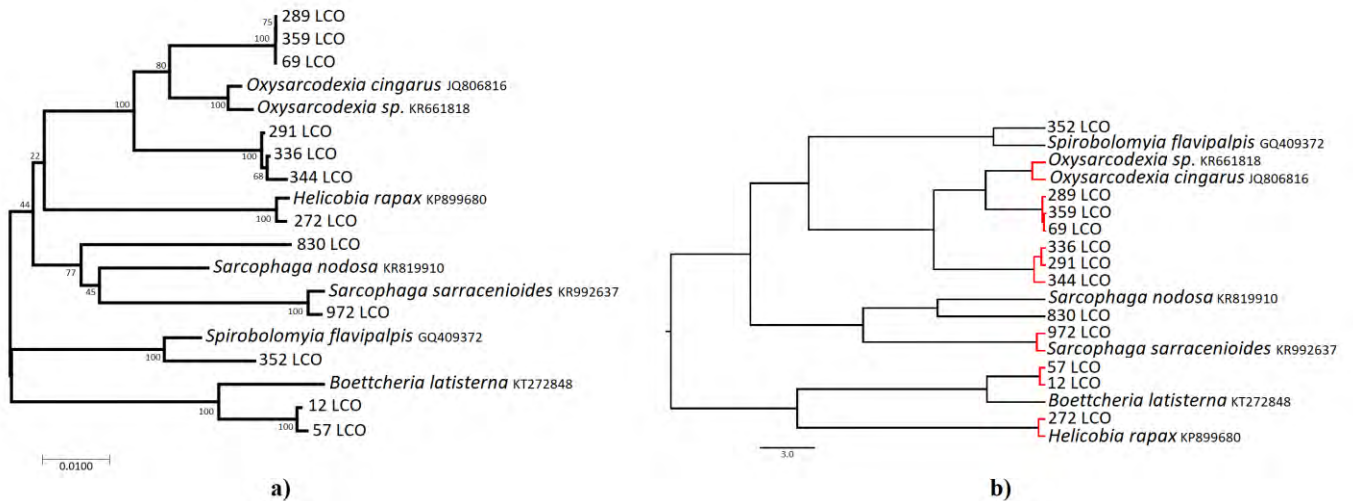 75
289 LCO
359 LCO
100
69 LCO
80
Oxysarcodexia cingarus JQ806816
100
Oxysarcodexia sp. KR661818
100
291 LCO
336 LCO
100
68
344 LCO
22
Helicobia rapax KP899680
100
272 LCO
44
830 LCO
77
Sarcophaga nodosa KR819910
45
Sarcophaga sarracenioides KR992637
100
972 LCO
Spirobolomyia flavipalpis GQ409372
100
352 LCO
Boettcheria latisterna KT272848
100
12 LCO
100
57 LCO
0.0100
a)
352 LCO
Spirobolomyia flavipalpis GQ409372
Oxysarcodexia sp. KR661818
Oxysarcodexia cingarus JQ806816
289 LCO
359 LCO
69 LCO
336 LCO
291 LCO
344 LCO
Sarcophaga nodosa KR819910
830 LCO
972 LCO
Sarcophaga sarracenioides KR992637
57 LCO
12 LCO
Boettcheria latisterna KT272848
272 LCO
Helicobia rapax KP899680
3.0
b)